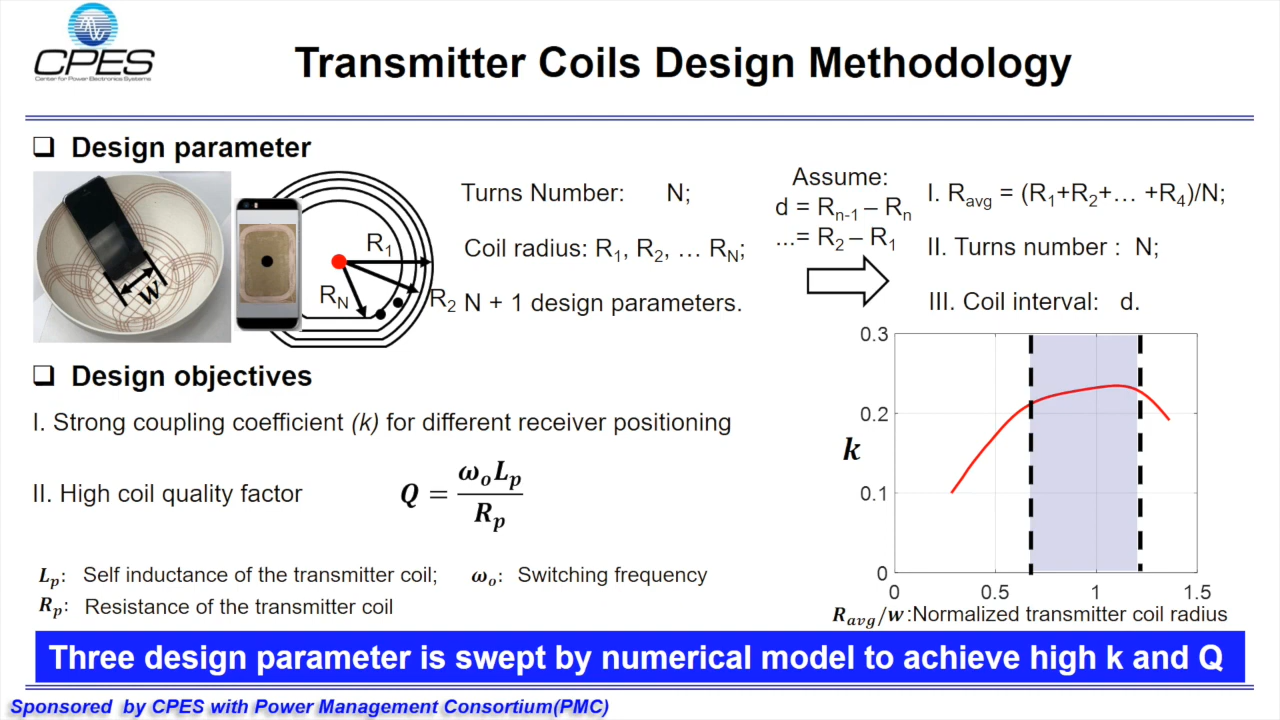 CPES
Center for Power Electronics Systems
Transmitter Coils Design Methodology
❑ Design parameter
w
R₁
R₂
R_N
Turns Number: N;
Coil radius: R₁, R₂, … R_N;
N + 1 design parameters.
Assume:
d = Rₙ₋₁ – Rₙ
...= R₂ – R₁
I. R_avg = (R₁+R₂+… +R₄)/N;
II. Turns number : N;
III. Coil interval: d.
❑ Design objectives
I. Strong coupling coefficient (k) for different receiver positioning
II. High coil quality factor
Q = ω_o L_p / R_p
L_p: Self inductance of the transmitter coil; ω_o: Switching frequency
R_p: Resistance of the transmitter coil
k
0.3
0.2
0.1
0
0 0.5 1 1.5
R_avg/w:Normalized transmitter coil radius
Three design parameter is swept by numerical model to achieve high k and Q
Sponsored by CPES with Power Management Consortium(PMC)